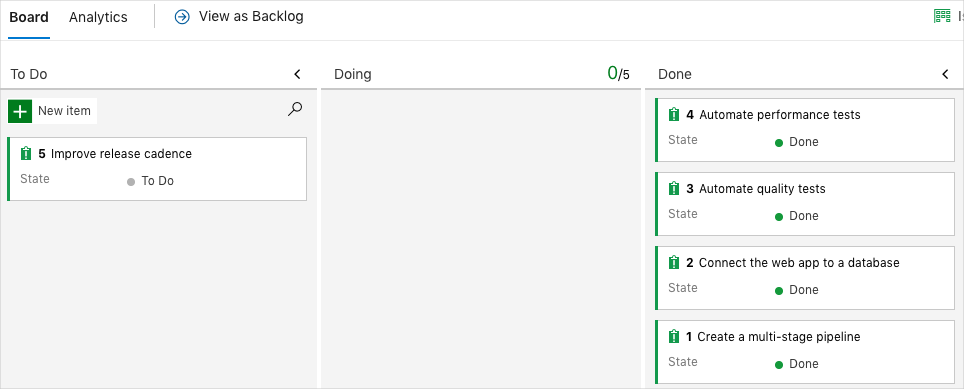 Board Analytics View as Backlog
To Do
Doing 0/5
Done
New item
5 Improve release cadence
State To Do
4 Automate performance tests
State Done
3 Automate quality tests
State Done
2 Connect the web app to a database
State Done
1 Create a multi-stage pipeline
State Done